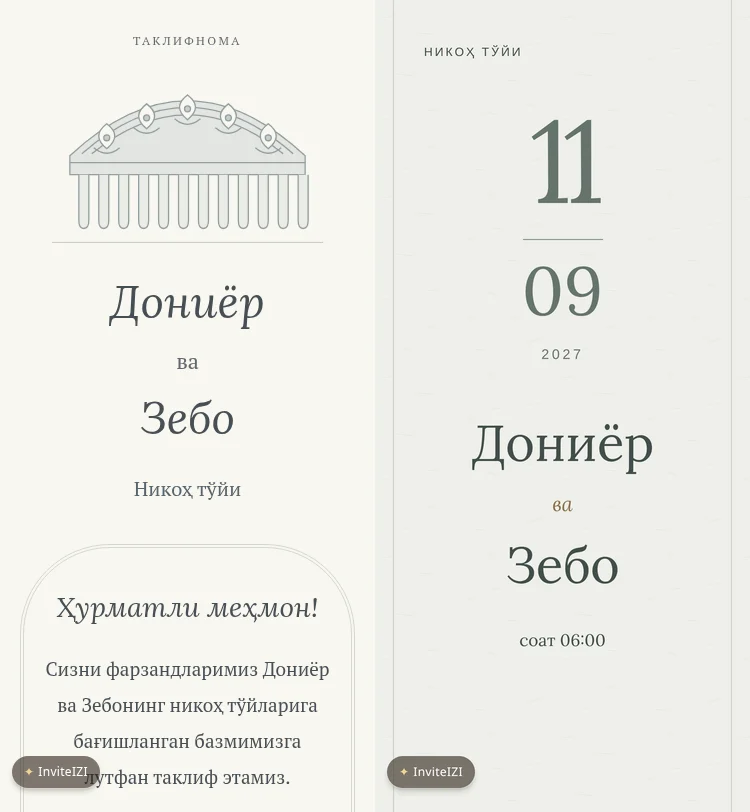 ТАКЛИФНОМА
Дониёр
ва
Зебо
Никоҳ тўйи
Ҳурматли меҳмон!
Сизни фарзандларимиз Дониёр
ва Зебонинг никоҳ тўйларига
бағишланган базмимизга
лутфан таклиф этамиз.
✦ InviteIZI
НИКОҲ ТЎЙИ
11
09
2027
Дониёр
ва
Зебо
соат 06:00
✦ InviteIZI